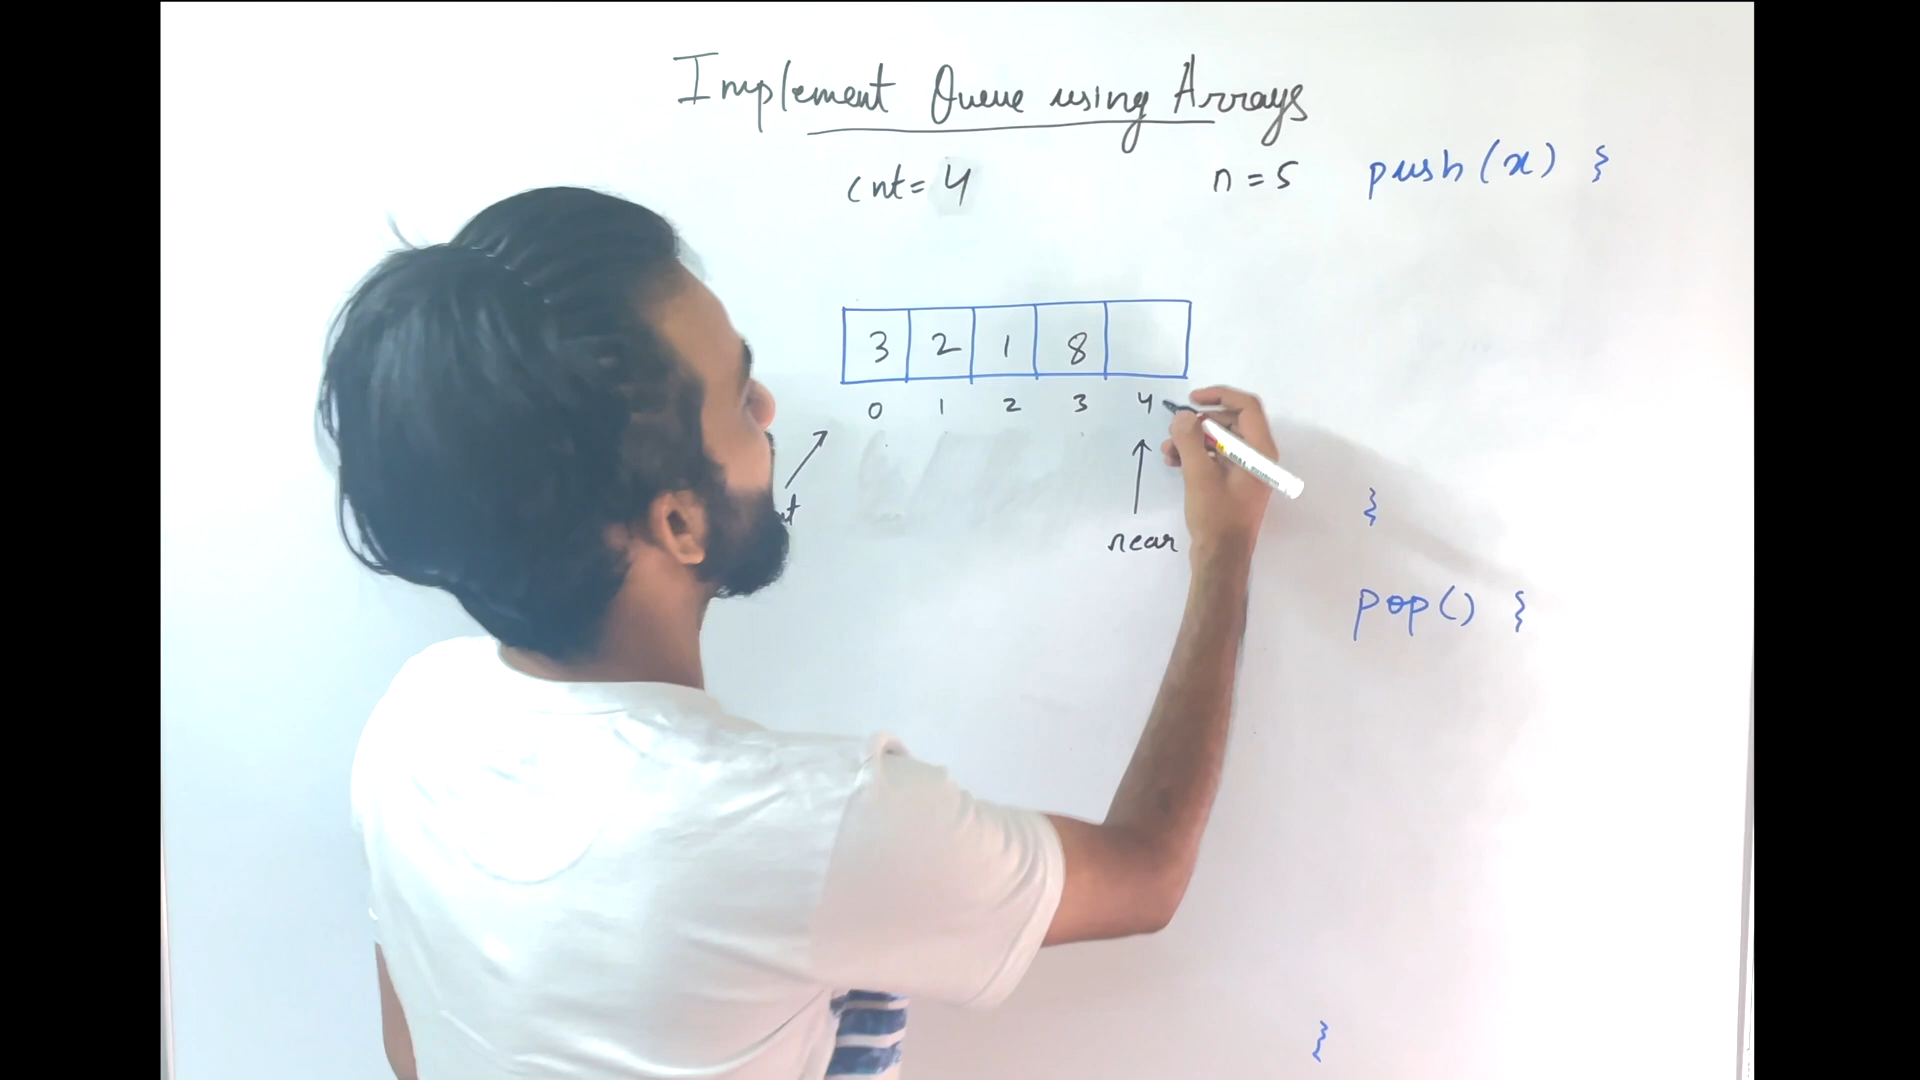 Implement Queue using Arrays
cnt = 4
n = 5
push(x) {
3 2 1 8
0 1 2 3 4
rear
}
pop() {
}